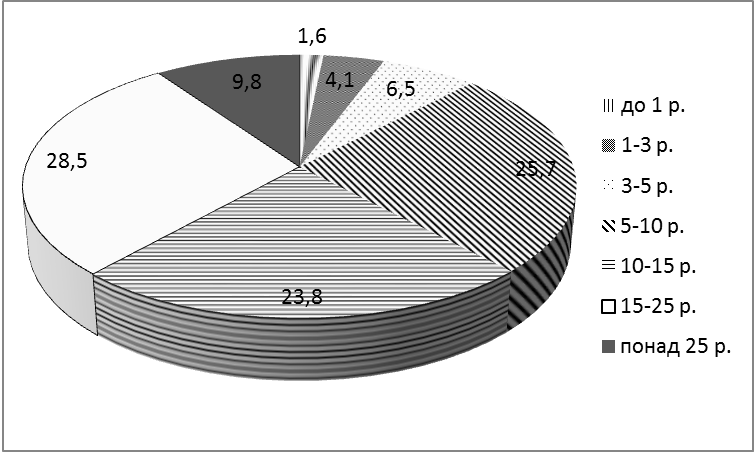 1,6
4,1
6,5
25,7
23,8
28,5
9,8
до 1 р.
1-3 р.
3-5 р.
5-10 р.
10-15 р.
15-25 р.
понад 25 р.